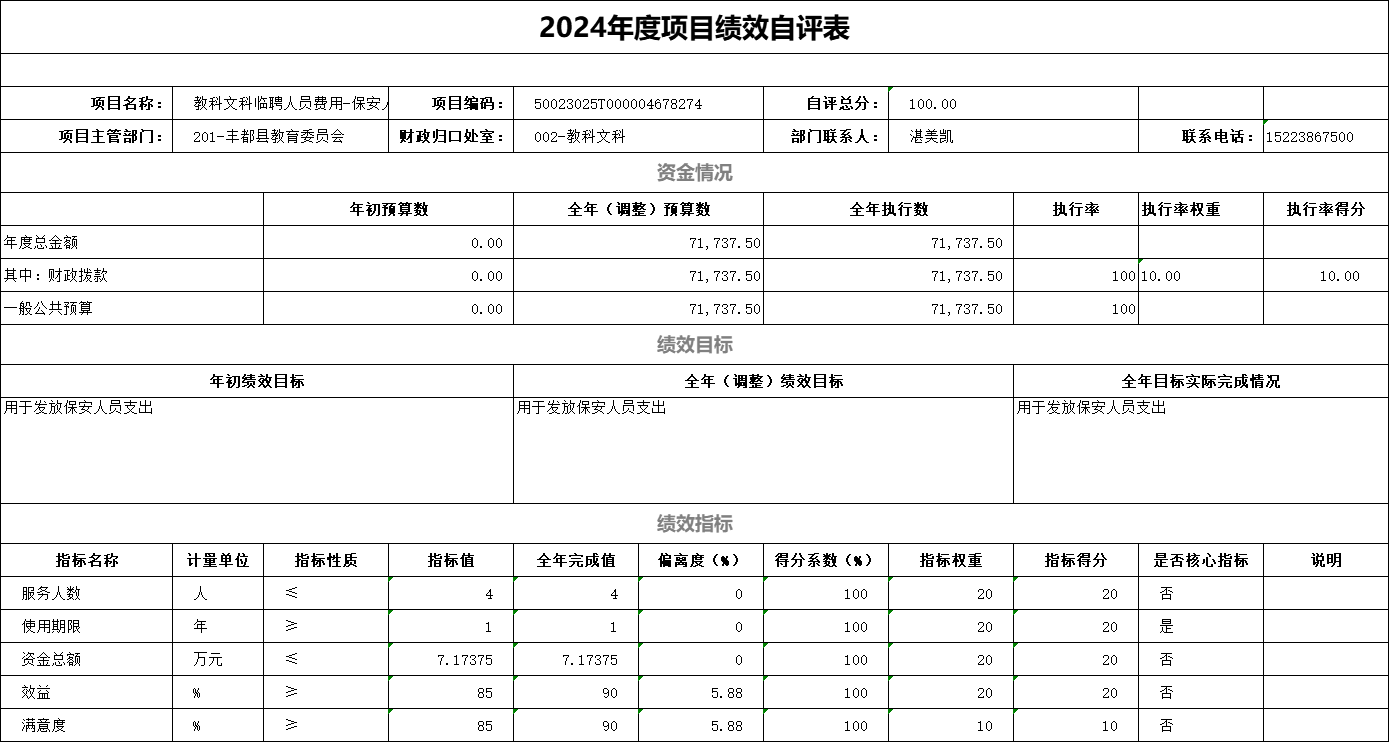 2024年度项目绩效自评表
项目名称： 教科文科临聘人员费用-保安 项目编码： 50023025T000004678274 自评总分： 100.00
项目主管部门： 201-丰都县教育委员会 财政归口处室： 002-教科文科 部门联系人： 湛美凯 联系电话： 15223867500
资金情况
年初预算数 全年（调整）预算数 全年执行数 执行率 执行率权重 执行率得分
年度总金额 0.00 71,737.50 71,737.50
其中：财政拨款 0.00 71,737.50 71,737.50 100 10.00 10.00
一般公共预算 0.00 71,737.50 71,737.50 100
绩效目标
年初绩效目标 全年（调整）绩效目标 全年目标实际完成情况
用于发放保安人员支出 用于发放保安人员支出 用于发放保安人员支出
绩效指标
指标名称 计量单位 指标性质 指标值 全年完成值 偏离度（%） 得分系数（%） 指标权重 指标得分 是否核心指标 说明
服务人数 人 ≤ 4 4 0 100 20 20 否
使用期限 年 ≥ 1 1 0 100 20 20 是
资金总额 万元 ≤ 7.17375 7.17375 0 100 20 20 否
效益 % ≥ 85 90 5.88 100 20 20 否
满意度 % ≥ 85 90 5.88 100 10 10 否